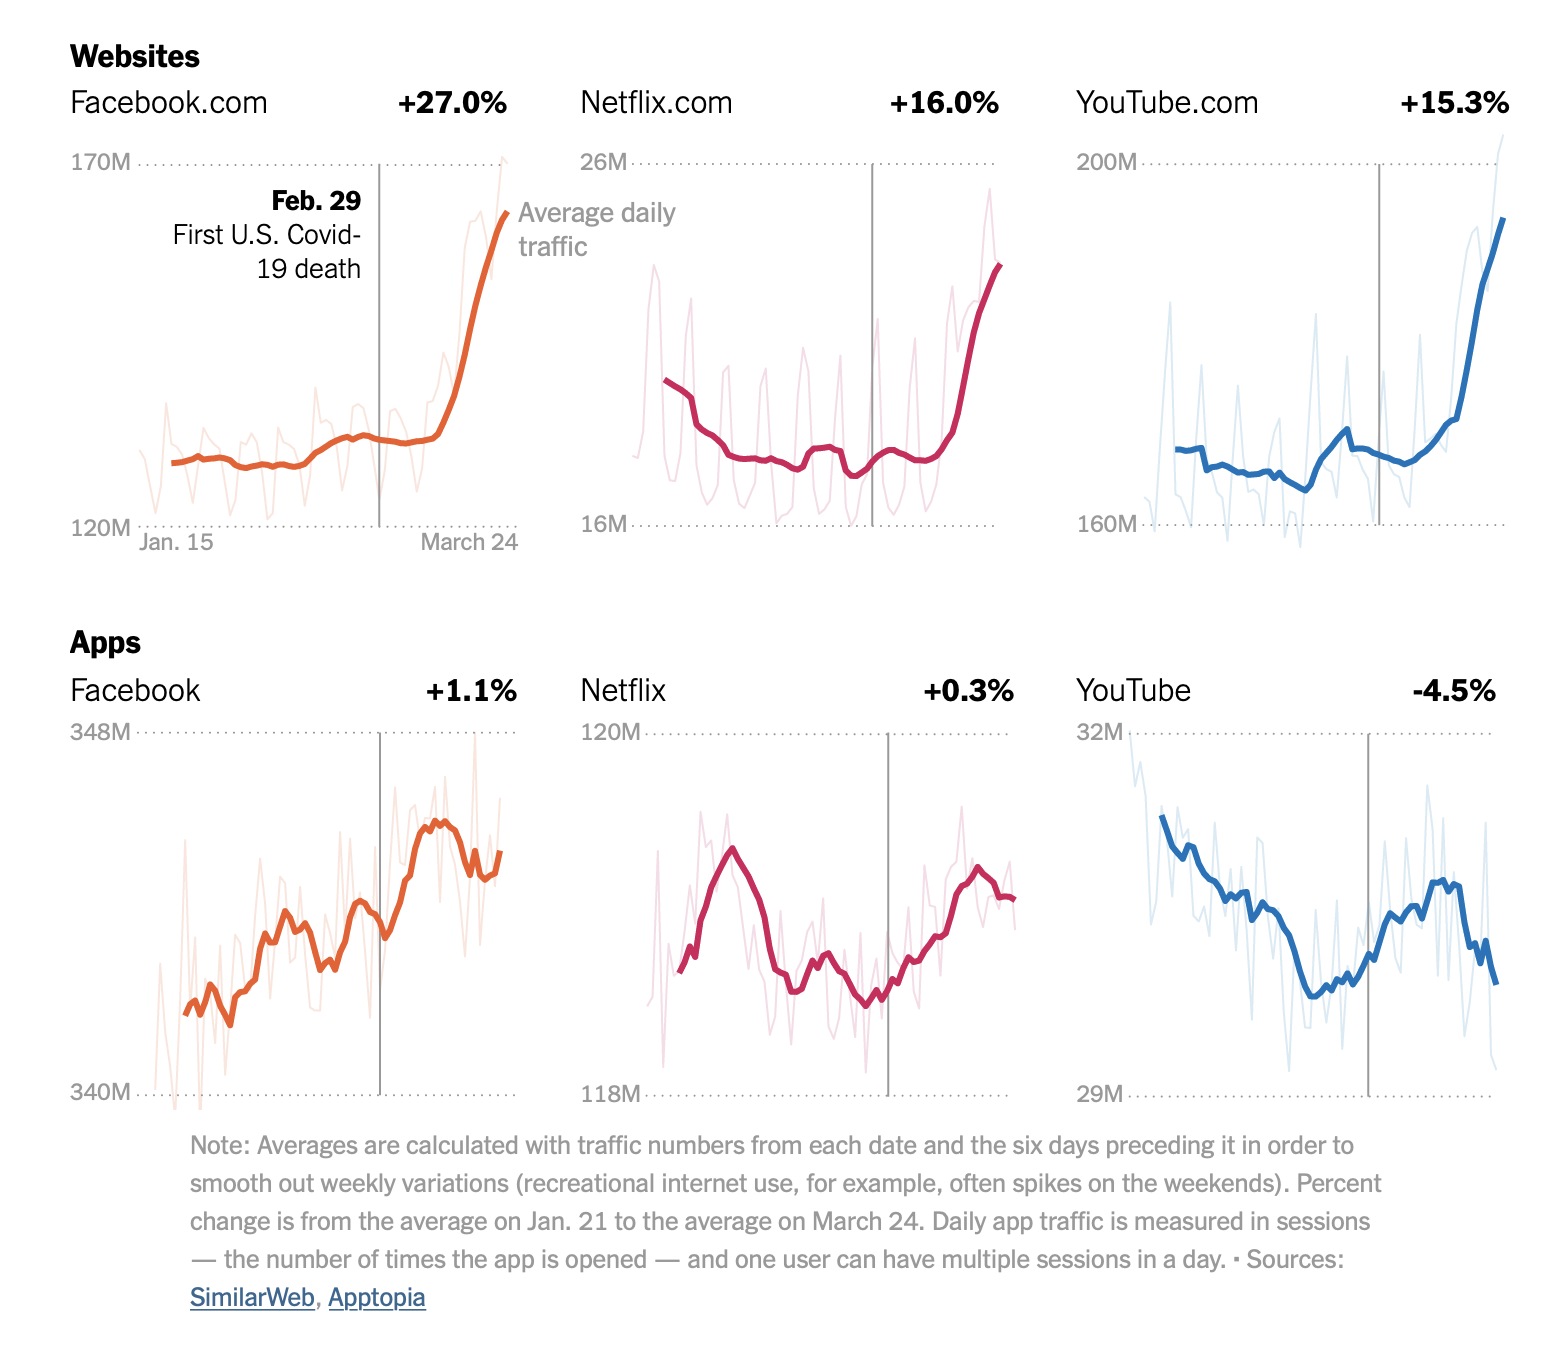 Websites
Facebook.com +27.0%
170M
Feb. 29
First U.S. Covid-
19 death
Average daily
traffic
120M
Jan. 15 March 24
Netflix.com +16.0%
26M
16M
YouTube.com +15.3%
200M
160M
Apps
Facebook +1.1%
348M
340M
Netflix +0.3%
120M
118M
YouTube -4.5%
32M
29M
Note: Averages are calculated with traffic numbers from each date and the six days preceding it in order to
smooth out weekly variations (recreational internet use, for example, often spikes on the weekends). Percent
change is from the average on Jan. 21 to the average on March 24. Daily app traffic is measured in sessions
— the number of times the app is opened — and one user can have multiple sessions in a day. • Sources:
SimilarWeb, Apptopia